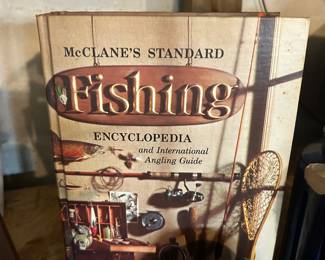 McCLANE'S STANDARD
Fishing
ENCYCLOPEDIA
and International
Angling Guide